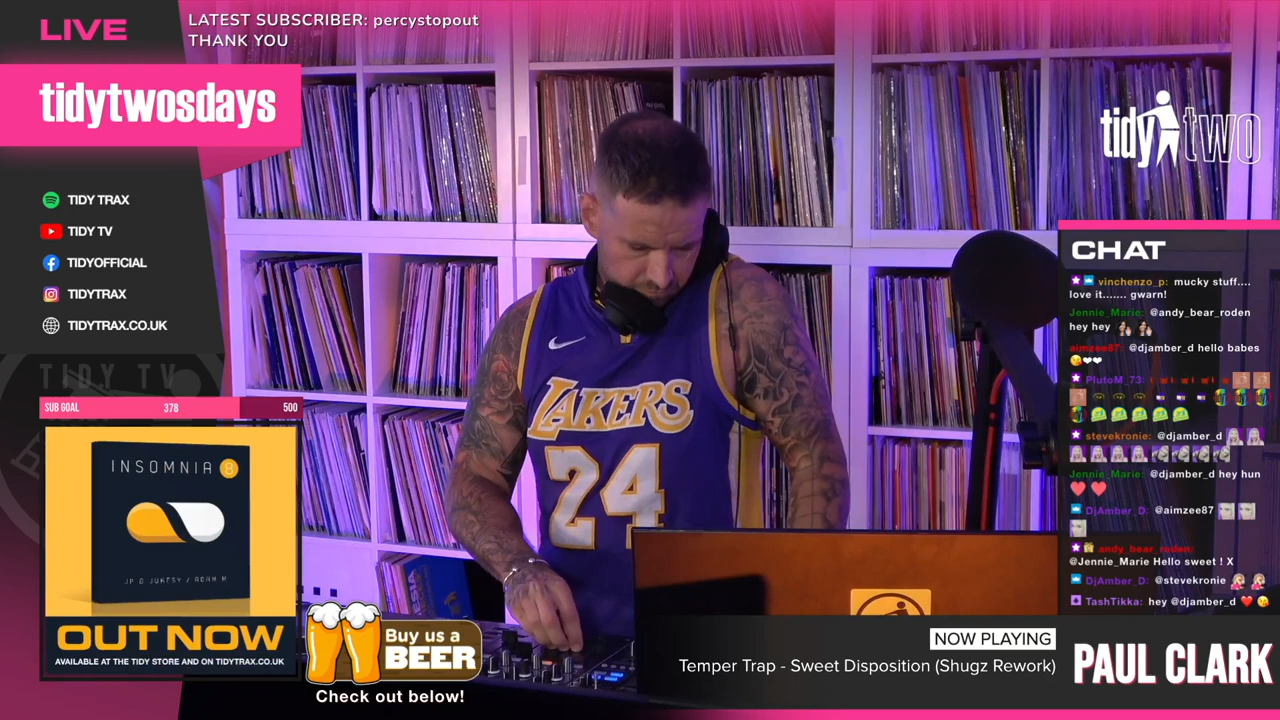 LIVE
LATEST SUBSCRIBER: percystopout
THANK YOU
tidytwosdays
TIDY TRAX
TIDY TV
TIDYOFFICIAL
TIDYTRAX
TIDYTRAX.CO.UK
TIDY TV
SUB GOAL 378 500
INSOMNIA 8
JP & JUKESY / ADAM M
OUT NOW
AVAILABLE AT THE TIDY STORE AND ON TIDYTRAX.CO.UK
Buy us a
BEER
Check out below!
LAKERS
24
tidy two
CHAT
vinchenzo_p: mucky stuff....
love it....... gwarn!
Jennie_Marie: @andy_bear_roden
hey hey
aimzee87: @djamber_d hello babes
😘❤❤
PlutoM_73:
stevekronie: @djamber_d
Jennie_Marie: @djamber_d hey hun
♥️ ♥️
DjAmber_D: @aimzee87
andy_bear_roden:
@Jennie_Marie Hello sweet ! X
DjAmber_D: @stevekronie
TashTikka: hey @djamber_d ❤️ 😘
NOW PLAYING
Temper Trap - Sweet Disposition (Shugz Rework)
PAUL CLARK